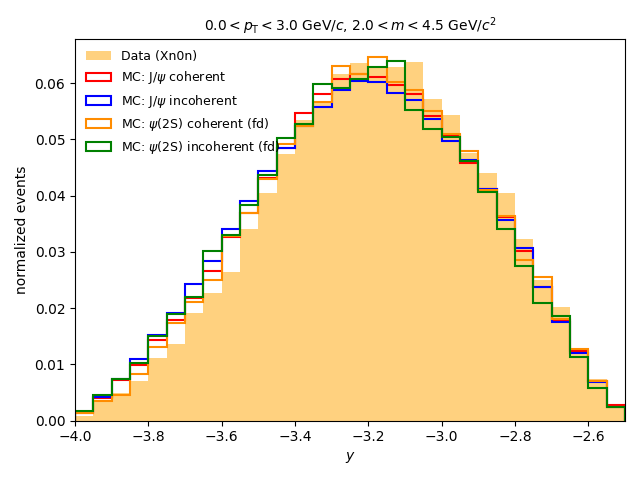 0.0 < p_T < 3.0 GeV/c, 2.0 < m < 4.5 GeV/c²
Data (Xn0n)
MC: J/ψ coherent
MC: J/ψ incoherent
MC: ψ(2S) coherent (fd)
MC: ψ(2S) incoherent (fd)
normalized events
0.06
0.05
0.04
0.03
0.02
0.01
0.00
−4.0 −3.8 −3.6 −3.4 −3.2 −3.0 −2.8 −2.6
y